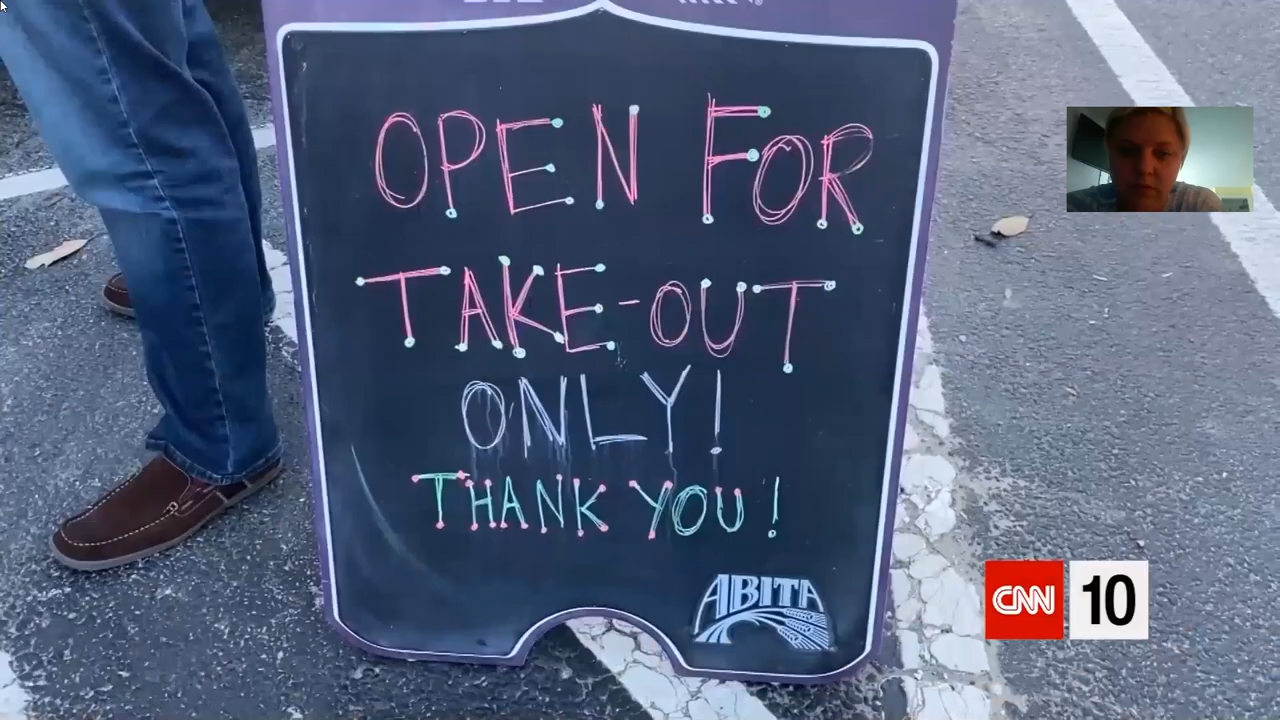 OPEN FOR
TAKE-OUT
ONLY!
THANK YOU!
ABITA
CNN 10